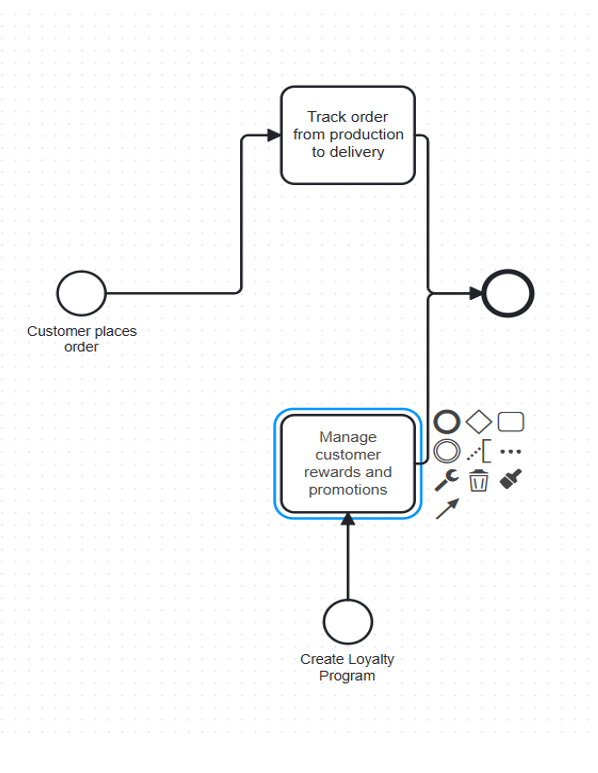 Track order
from production
to delivery
Customer places
order
Manage
customer
rewards and
promotions
Create Loyalty
Program